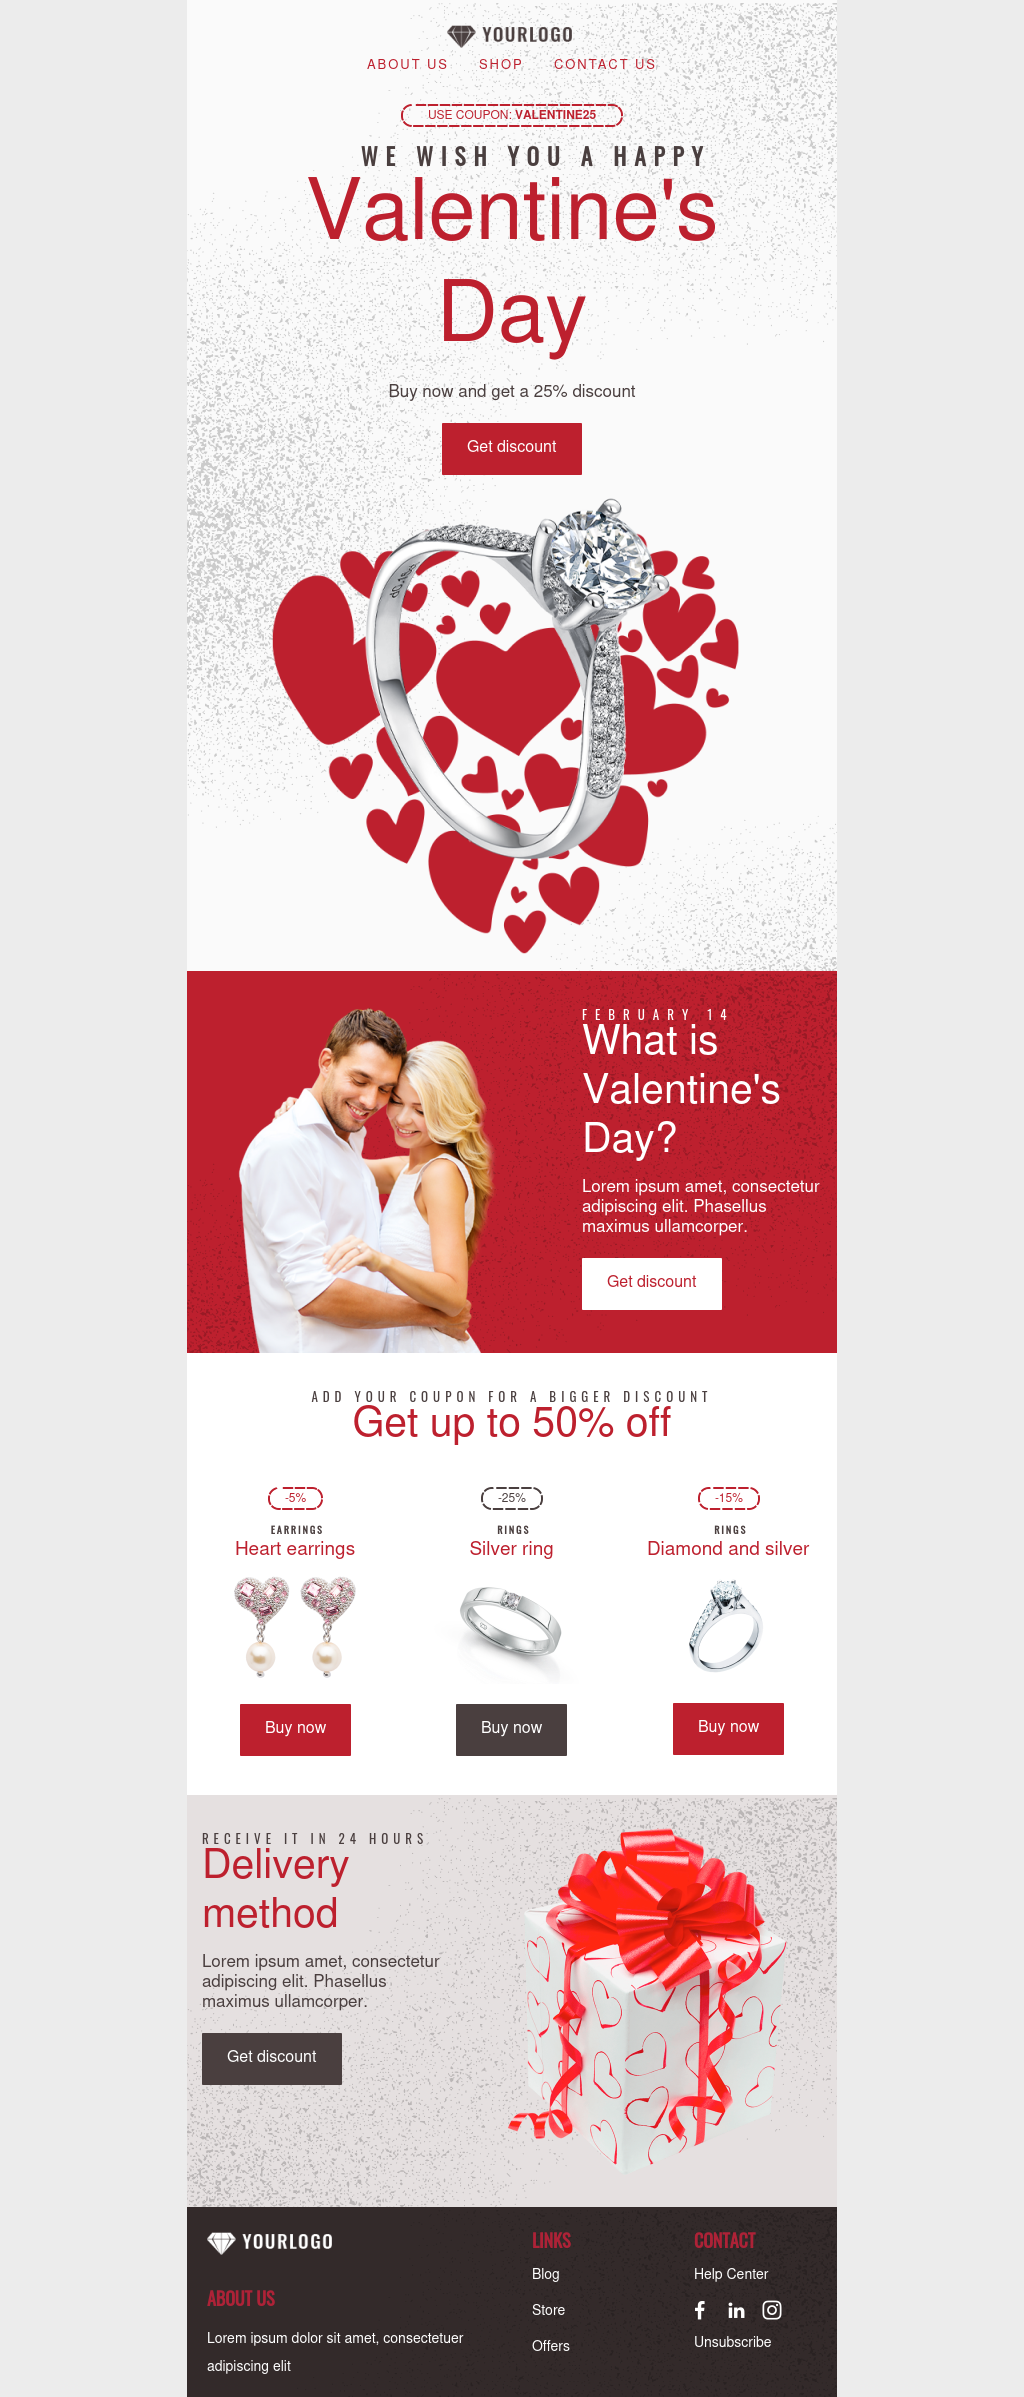 YOURLOGO
ABOUT US SHOP CONTACT US
USE COUPON: VALENTINE25
WE WISH YOU A HAPPY
Valentine's
Day
Buy now and get a 25% discount
Get discount
FEBRUARY 14
What is
Valentine's
Day?
Lorem ipsum amet, consectetur
adipiscing elit. Phasellus
maximus ullamcorper.
Get discount
ADD YOUR COUPON FOR A BIGGER DISCOUNT
Get up to 50% off
-5%
EARRINGS
Heart earrings
Buy now
-25%
RINGS
Silver ring
Buy now
-15%
RINGS
Diamond and silver
Buy now
RECEIVE IT IN 24 HOURS
Delivery
method
Lorem ipsum amet, consectetur
adipiscing elit. Phasellus
maximus ullamcorper.
Get discount
YOURLOGO
ABOUT US
Lorem ipsum dolor sit amet, consectetuer
adipiscing elit
LINKS
Blog
Store
Offers
CONTACT
Help Center
Unsubscribe